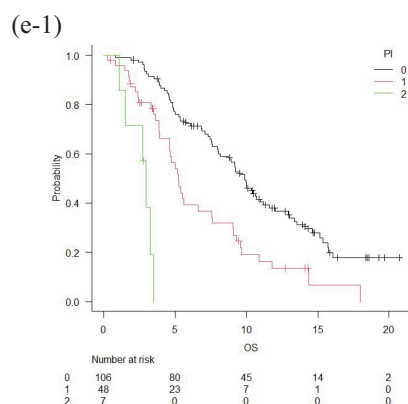 (e-1)
PI
0
1
2
1.0
0.8
0.6
0.4
0.2
0.0
Probability
0 5 10 15 20
OS
Number at risk
0 106 80 45 14 2
1 48 23 7 1 0
2 7 0 0 0 0